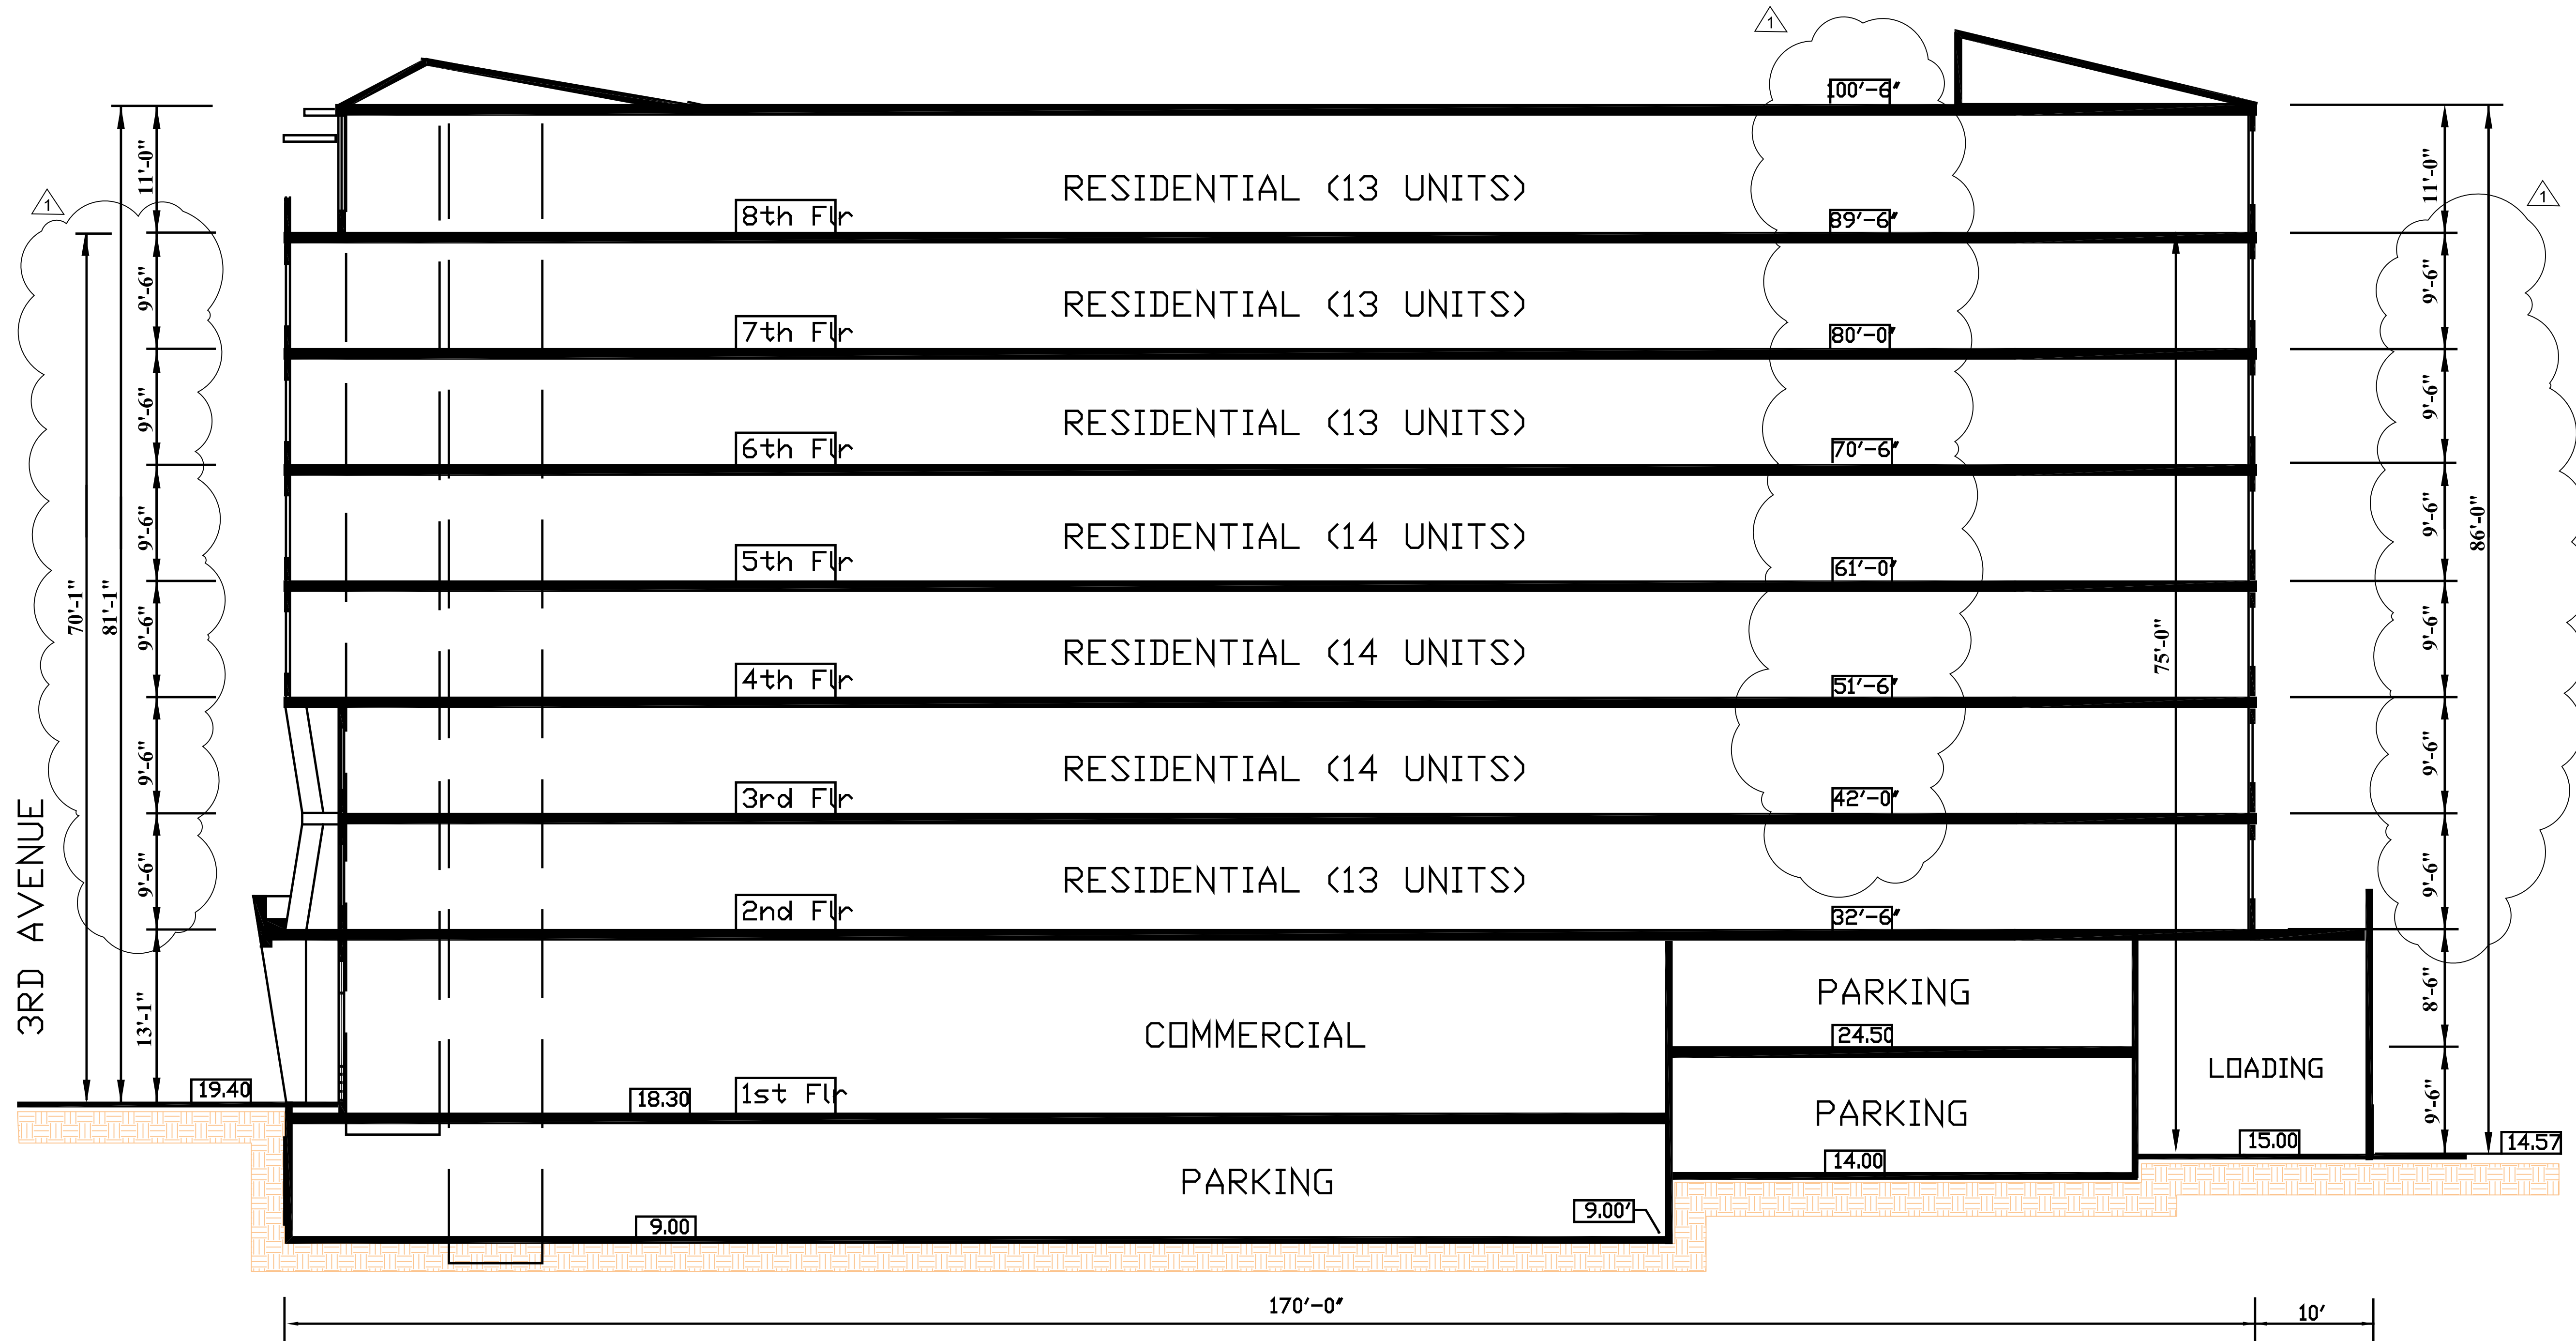 1
100'-6"
11'-0"
RESIDENTIAL (13 UNITS)
11'-0"
1
8th Flr
89'-6"
1
9'-6"
RESIDENTIAL (13 UNITS)
9'-6"
7th Flr
80'-0"
9'-6"
RESIDENTIAL (13 UNITS)
9'-6"
6th Flr
70'-6"
9'-6"
RESIDENTIAL (14 UNITS)
9'-6"
86'-0"
5th Flr
61'-0"
70'-1"
81'-1"
9'-6"
RESIDENTIAL (14 UNITS)
75'-0"
9'-6"
4th Flr
51'-6"
9'-6"
RESIDENTIAL (14 UNITS)
9'-6"
3rd Flr
42'-0"
3RD AVENUE
9'-6"
RESIDENTIAL (13 UNITS)
9'-6"
2nd Flr
32'-6"
13'-1"
COMMERCIAL
PARKING
8'-6"
24.50
LOADING
19.40
18.30
1st Flr
PARKING
9'-6"
15.00
14.57
14.00
PARKING
9.00'
9.00
170'-0"
10'